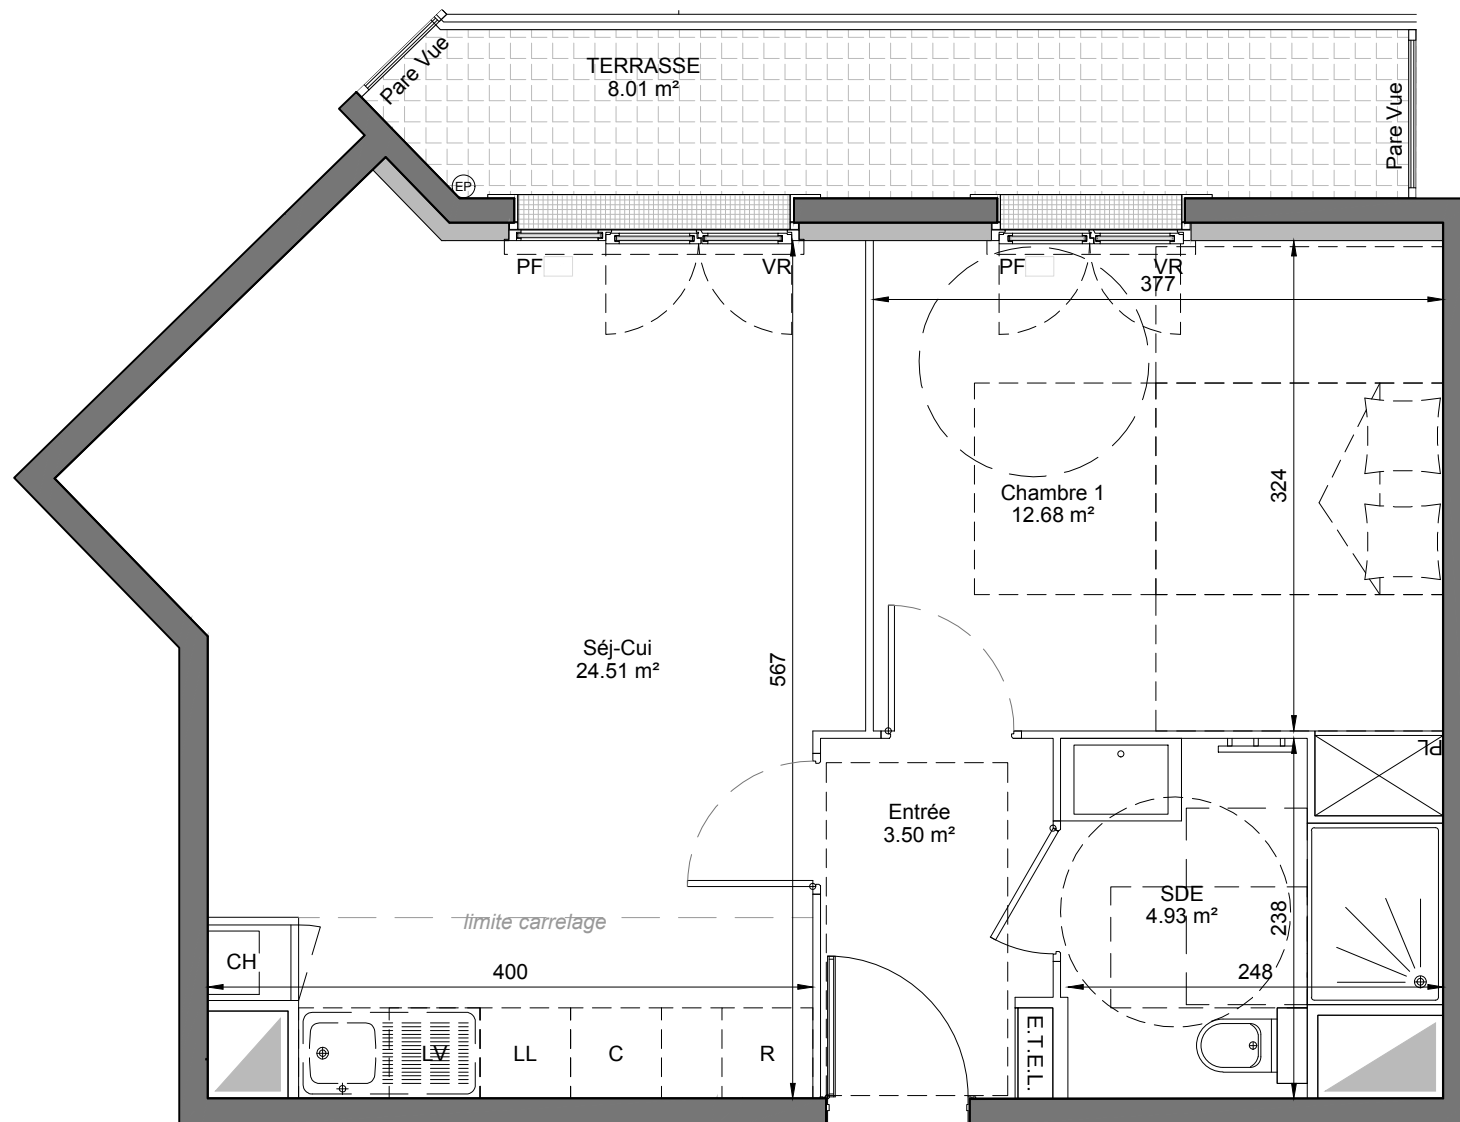 Pare Vue
TERRASSE
8.01 m²
Pare Vue
EP
PF
VR
PF
VR
377
Chambre 1
12.68 m²
324
Séj-Cui
24.51 m²
567
PL
Entrée
3.50 m²
SDE
4.93 m²
238
limite carrelage
CH
400
248
LV
LL
C
R
E.T.E.L.